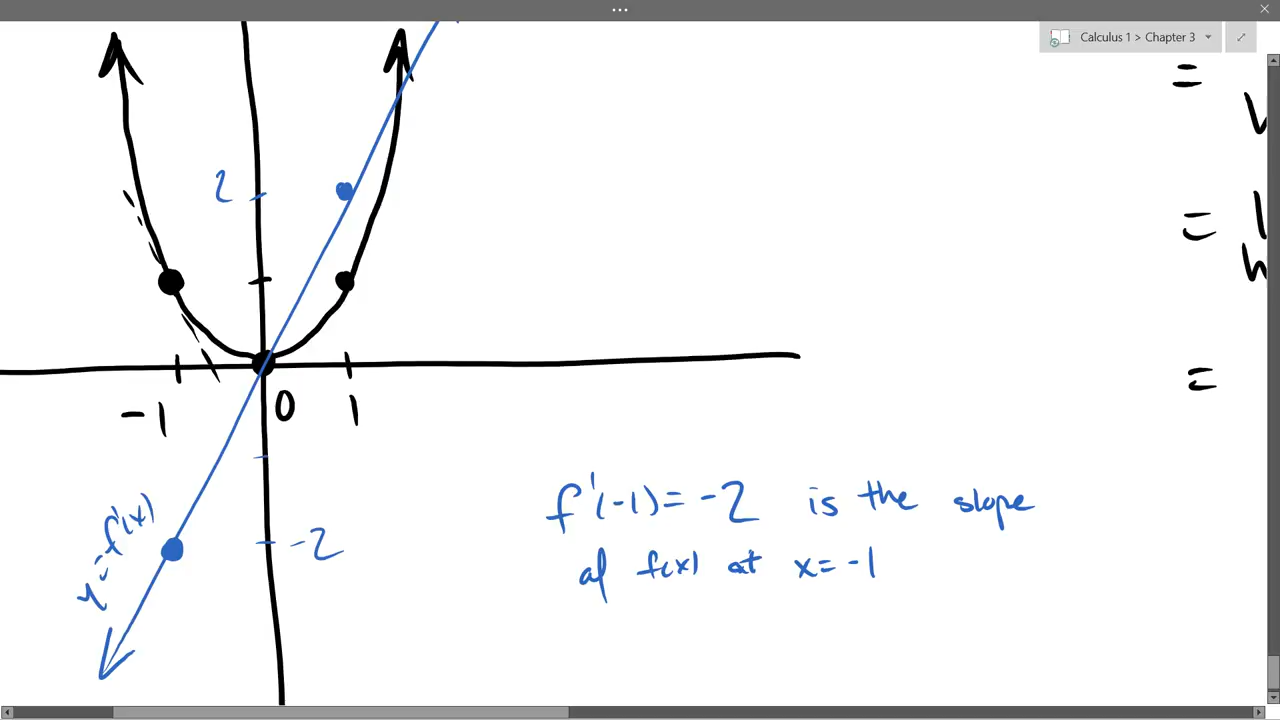 Calculus 1 > Chapter 3
=
=
=
2
-1
0
1
-2
y=f'(x)
f'(-1) = -2 is the slope
of f(x) at x = -1